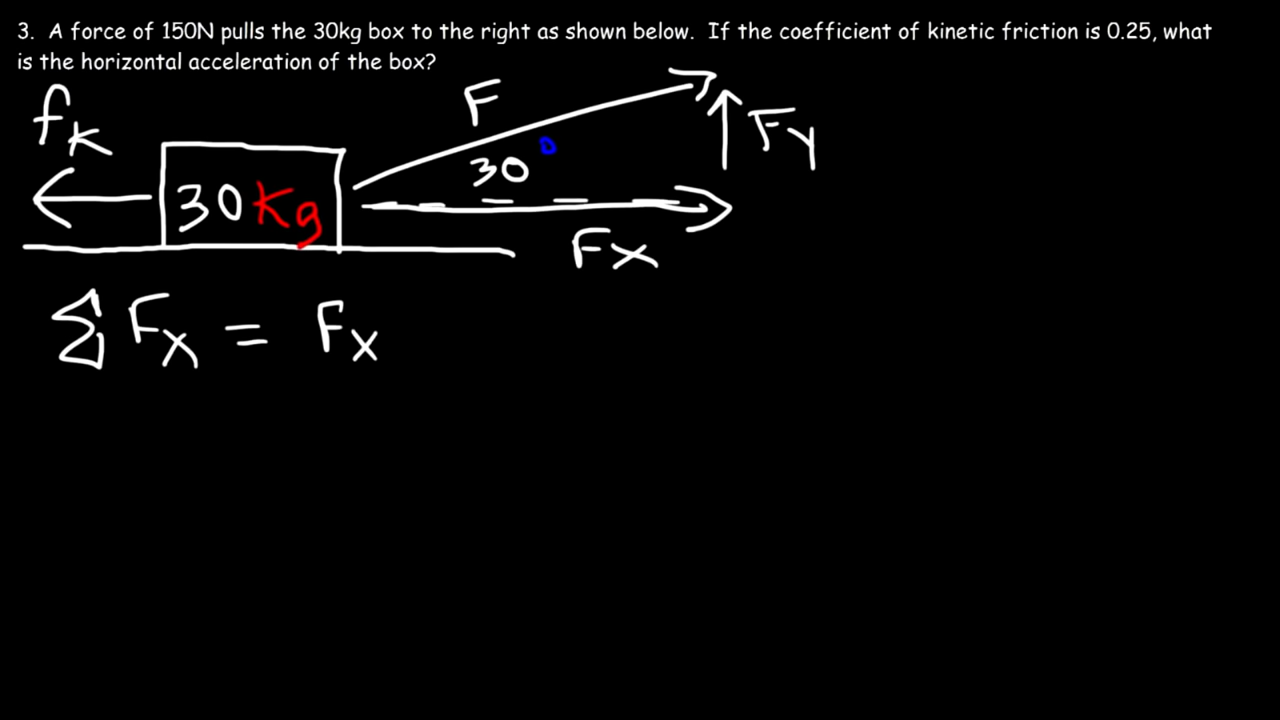 3. A force of 150N pulls the 30kg box to the right as shown below. If the coefficient of kinetic friction is 0.25, what
is the horizontal acceleration of the box?
fk
F
Fy
30°
30kg
Fx
ΣFx = Fx